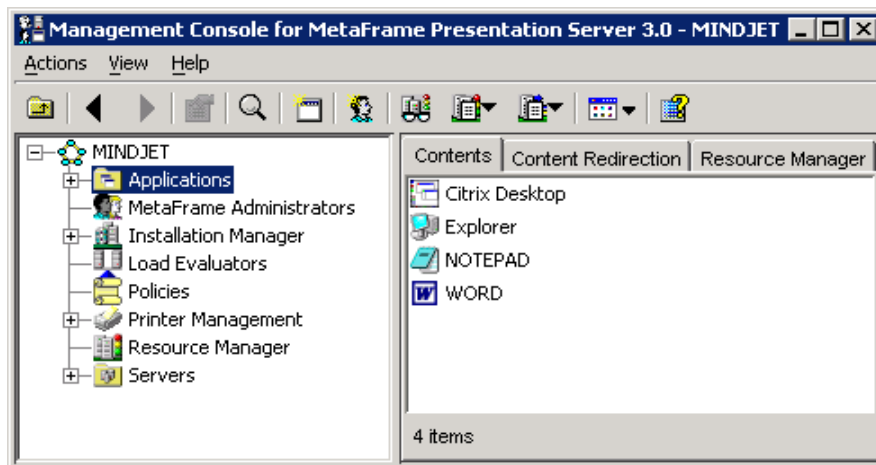 Management Console for MetaFrame Presentation Server 3.0 - MINDJET
Actions View Help
MINDJET
Applications
MetaFrame Administrators
Installation Manager
Load Evaluators
Policies
Printer Management
Resource Manager
Servers
Contents Content Redirection Resource Manager
Citrix Desktop
Explorer
NOTEPAD
WORD
4 items